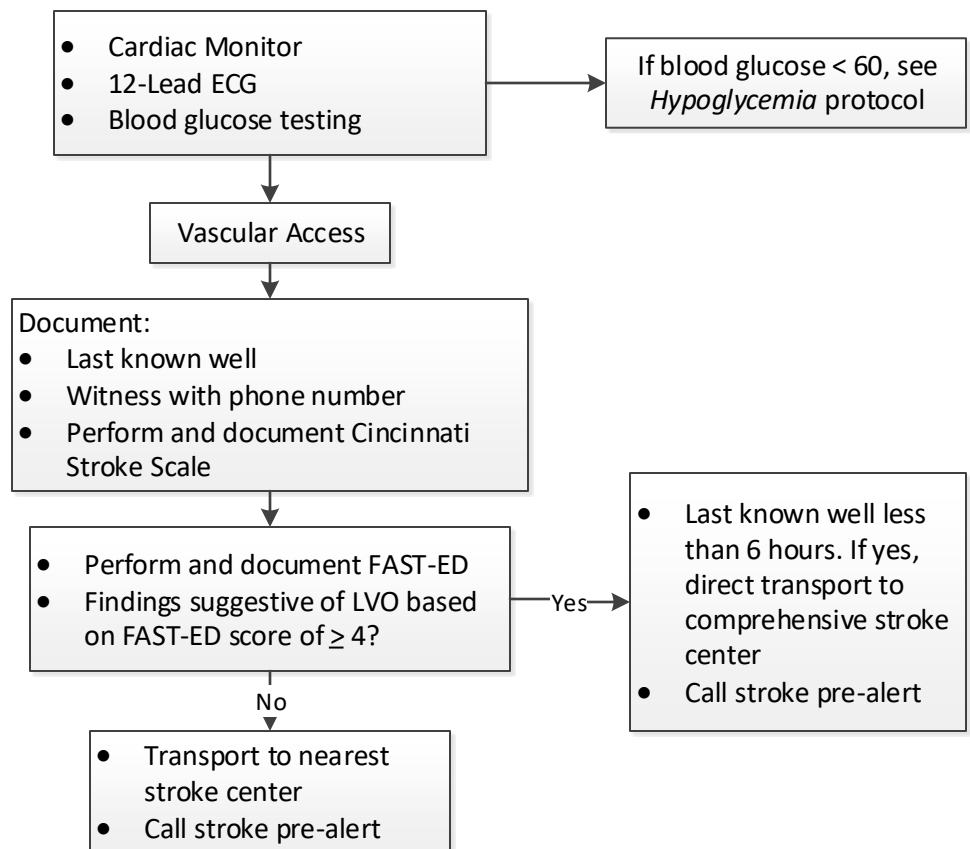 • Cardiac Monitor
• 12-Lead ECG
• Blood glucose testing
If blood glucose < 60, see
Hypoglycemia protocol
Vascular Access
Document:
• Last known well
• Witness with phone number
• Perform and document Cincinnati
Stroke Scale
• Perform and document FAST-ED
• Findings suggestive of LVO based
on FAST-ED score of ≥ 4?
Yes
• Last known well less
than 6 hours. If yes,
direct transport to
comprehensive stroke
center
• Call stroke pre-alert
No
• Transport to nearest
stroke center
• Call stroke pre-alert